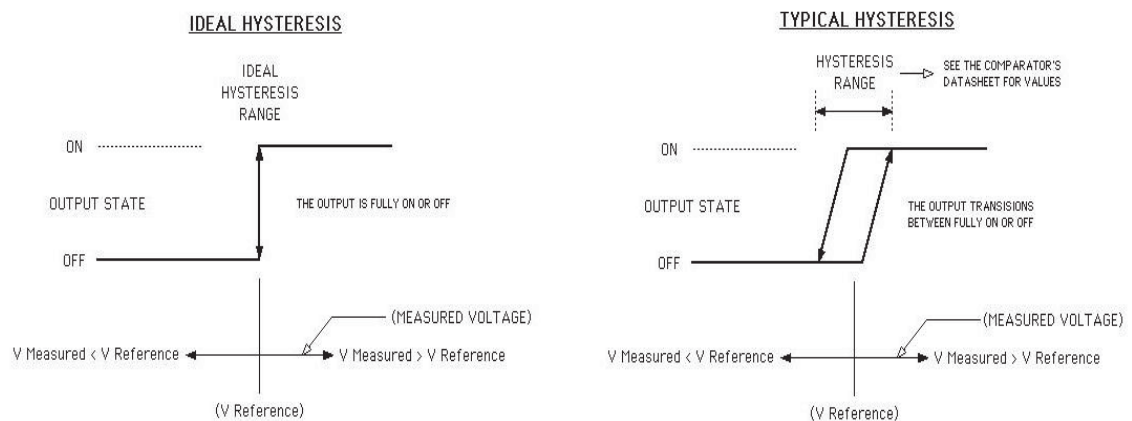 IDEAL HYSTERESIS
IDEAL
HYSTERESIS
RANGE
ON
OUTPUT STATE
THE OUTPUT IS FULLY ON OR OFF
OFF
(MEASURED VOLTAGE)
V Measured < V Reference
V Measured > V Reference
(V Reference)
TYPICAL HYSTERESIS
HYSTERESIS
RANGE
SEE THE COMPARATOR'S
DATASHEET FOR VALUES
ON
OUTPUT STATE
THE OUTPUT TRANSISIONS
BETWEEN FULLY ON OR OFF
OFF
(MEASURED VOLTAGE)
V Measured < V Reference
V Measured > V Reference
(V Reference)